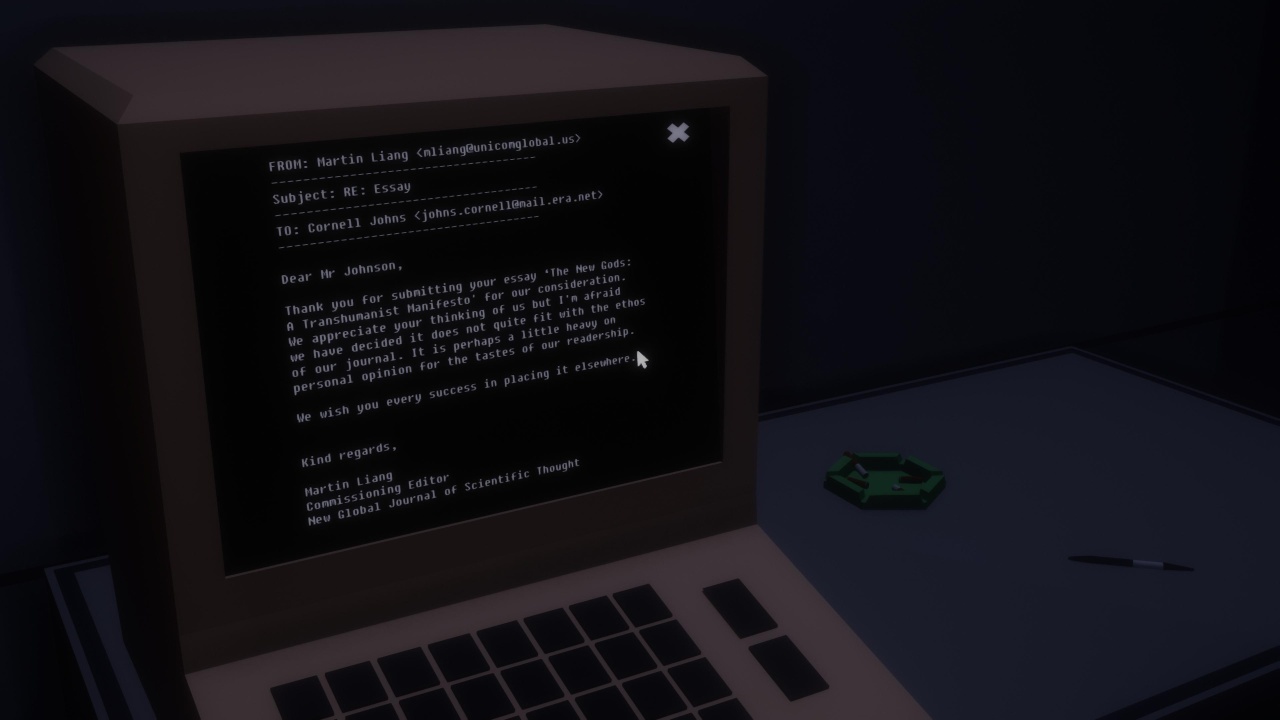 FROM: Martin Liang <mliang@unicomglobal.us>
--------------------------------
Subject: RE: Essay
--------------------------------
TO: Cornell Johns <johns.cornell@mail.era.net>
--------------------------------
Dear Mr Johnson,
Thank you for submitting your essay ‘The New Gods:
A Transhumanist Manifesto’ for our consideration.
We appreciate your thinking of us but I'm afraid
we have decided it does not quite fit with the ethos
of our journal. It is perhaps a little heavy on
personal opinion for the tastes of our readership.
We wish you every success in placing it elsewhere.
Kind regards,
Martin Liang
Commissioning Editor
New Global Journal of Scientific Thought